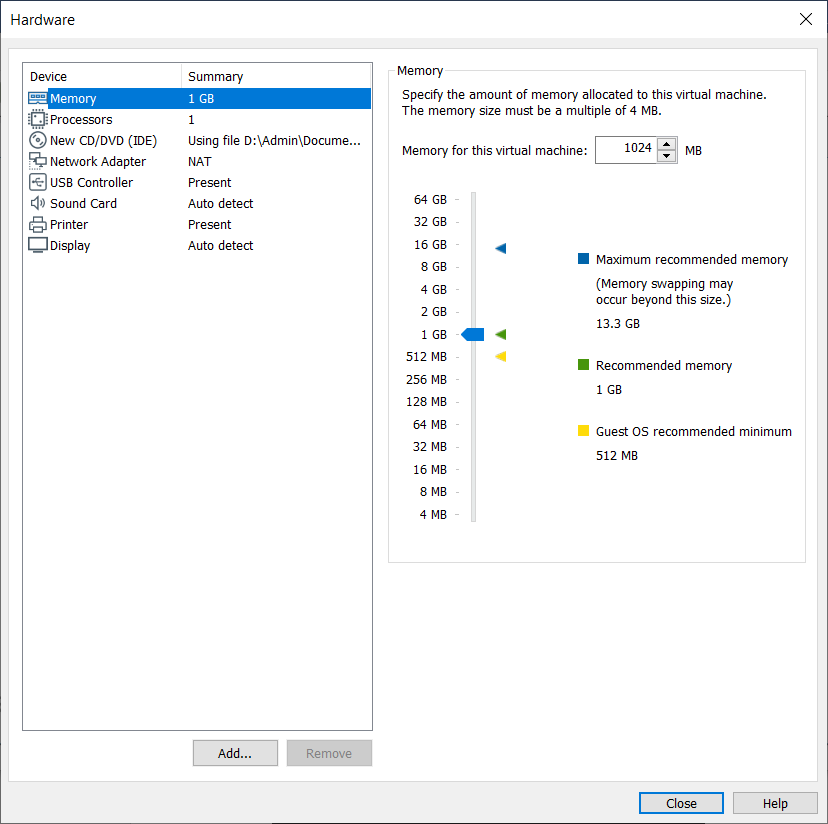 Hardware
Device Summary
Memory 1 GB
Processors 1
New CD/DVD (IDE) Using file D:\Admin\Docume...
Network Adapter NAT
USB Controller Present
Sound Card Auto detect
Printer Present
Display Auto detect
Add...
Remove
Memory
Specify the amount of memory allocated to this virtual machine.
The memory size must be a multiple of 4 MB.
Memory for this virtual machine: 1024 MB
64 GB
32 GB
16 GB
8 GB
4 GB
2 GB
1 GB
512 MB
256 MB
128 MB
64 MB
32 MB
16 MB
8 MB
4 MB
Maximum recommended memory
(Memory swapping may
occur beyond this size.)
13.3 GB
Recommended memory
1 GB
Guest OS recommended minimum
512 MB
Close
Help